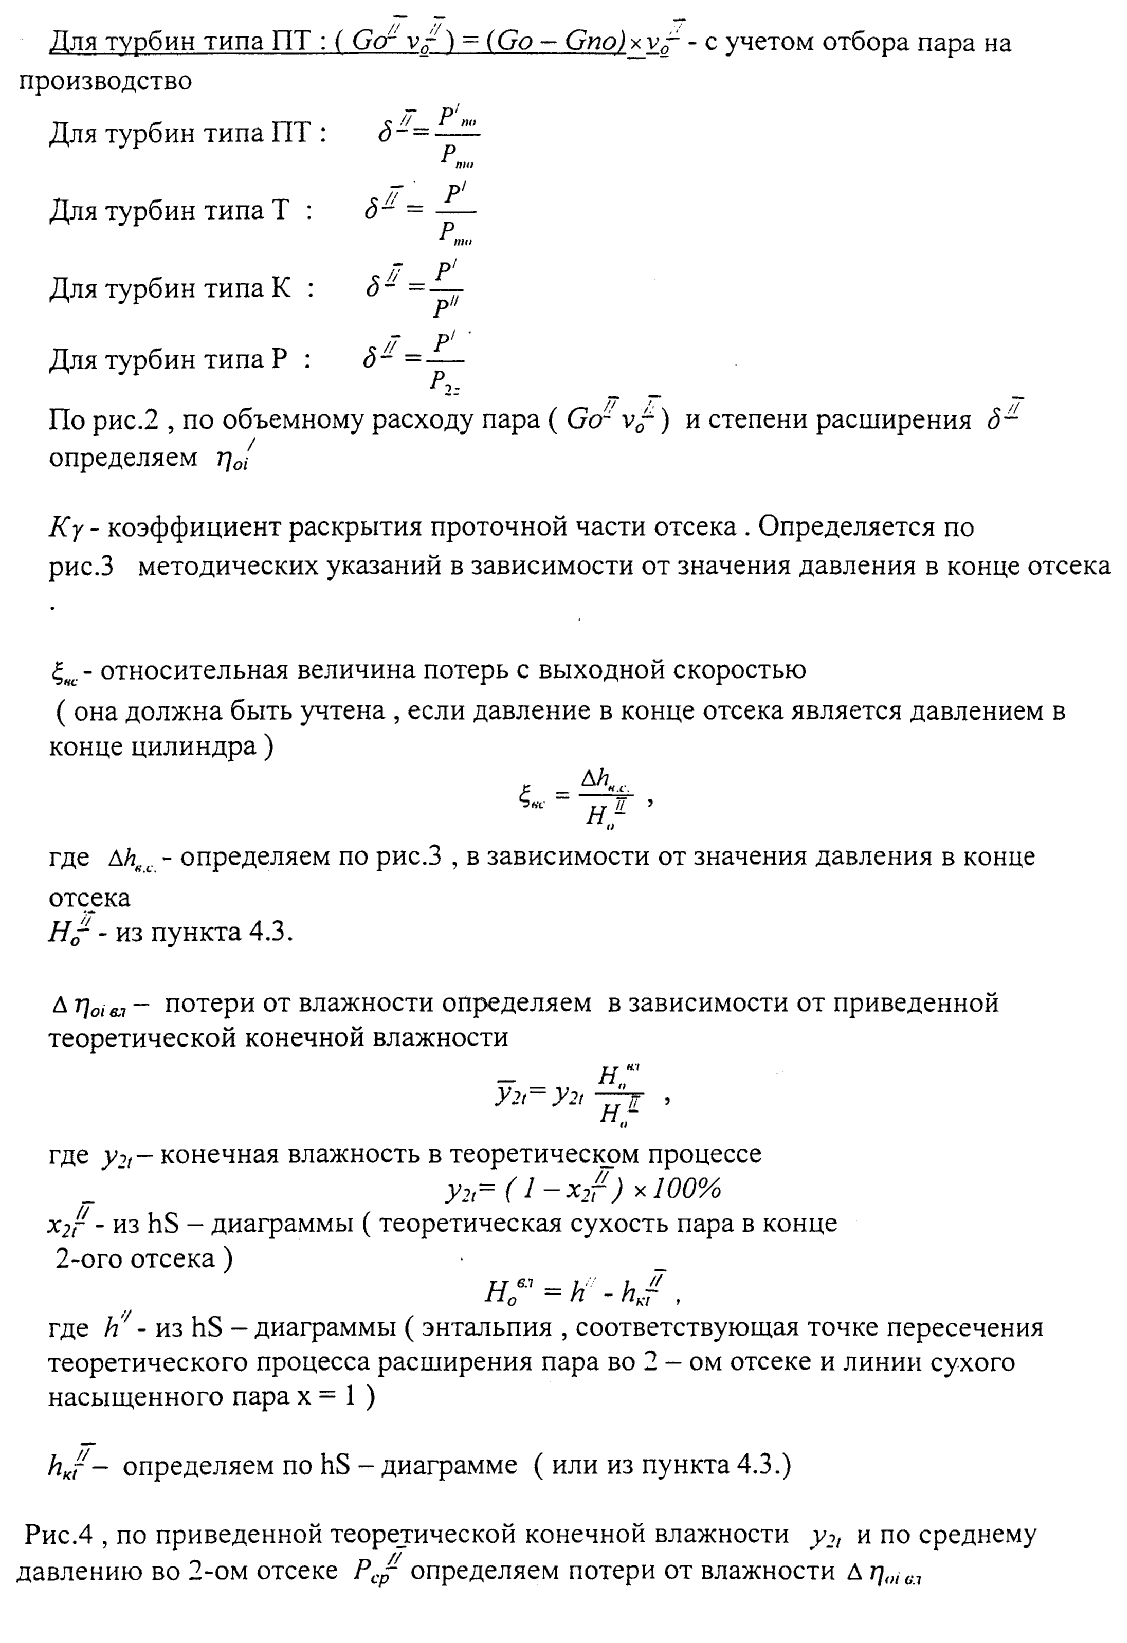 Для турбин типа ПТ : ( Go^II v_o^II ) = (Go – Gпо)×v_o^II - с учетом отбора пара на
производство
Для турбин типа ПТ : δ^II = P'_по / P_то
Для турбин типа Т : δ^II = P' / P_то
Для турбин типа К : δ^II = P' / P''
Для турбин типа Р : δ^II = P' / P_2г
По рис.2 , по объемному расходу пара ( Go^II v_o^II ) и степени расширения δ^II
определяем η_oi'
Kγ - коэффициент раскрытия проточной части отсека . Определяется по
рис.3 методических указаний в зависимости от значения давления в конце отсека
.
ξ_вс - относительная величина потерь с выходной скоростью
( она должна быть учтена , если давление в конце отсека является давлением в
конце цилиндра )
ξ_вс = Δh_в.с. / H_o^II ,
где Δh_в.с. - определяем по рис.3 , в зависимости от значения давления в конце
отсека
H_o^II - из пункта 4.3.
Δ η_oi вл – потери от влажности определяем в зависимости от приведенной
теоретической конечной влажности
y̅_2t = y_2t H_o^вл / H_o^II ,
где y_2t – конечная влажность в теоретическом процессе
y_2t = ( 1 – x_2t^II ) × 100%
x_2t^II - из hS – диаграммы ( теоретическая сухость пара в конце
2-ого отсека )
H_o^вл = h'' - h_кt^II ,
где h'' - из hS – диаграммы ( энтальпия , соответствующая точке пересечения
теоретического процесса расширения пара во 2 – ом отсеке и линии сухого
насыщенного пара x = 1 )
h_кt^II – определяем по hS – диаграмме ( или из пункта 4.3.)
Рис.4 , по приведенной теоретической конечной влажности y̅_2t и по среднему
давлению во 2-ом отсеке P_ср^II определяем потери от влажности Δ η_oi вл